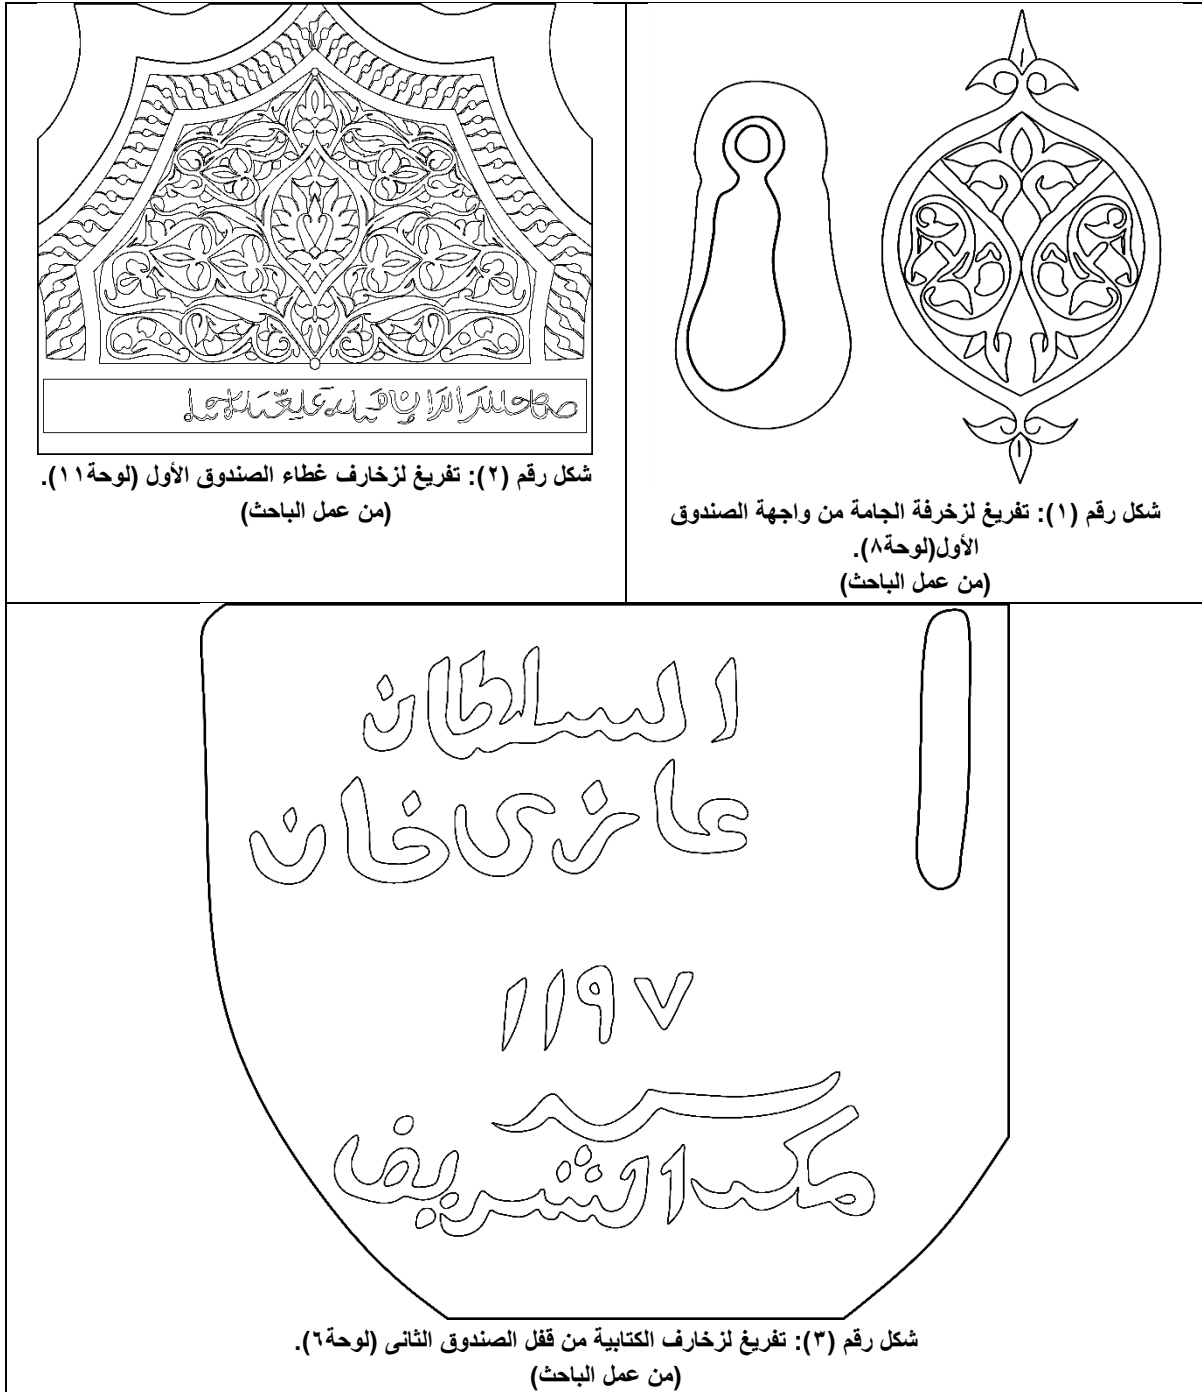 شكل رقم (١): تفريغ لزخرفة الجامة من واجهة الصندوق
الأول(لوحة٨).
(من عمل الباحث)
شكل رقم (٢): تفريغ لزخارف غطاء الصندوق الأول (لوحة١١).
(من عمل الباحث)
السلطان
عازى خان
١١٩٧
الشريف
شكل رقم (٣): تفريغ لزخارف الكتابية من قفل الصندوق الثانى (لوحة٦).
(من عمل الباحث)